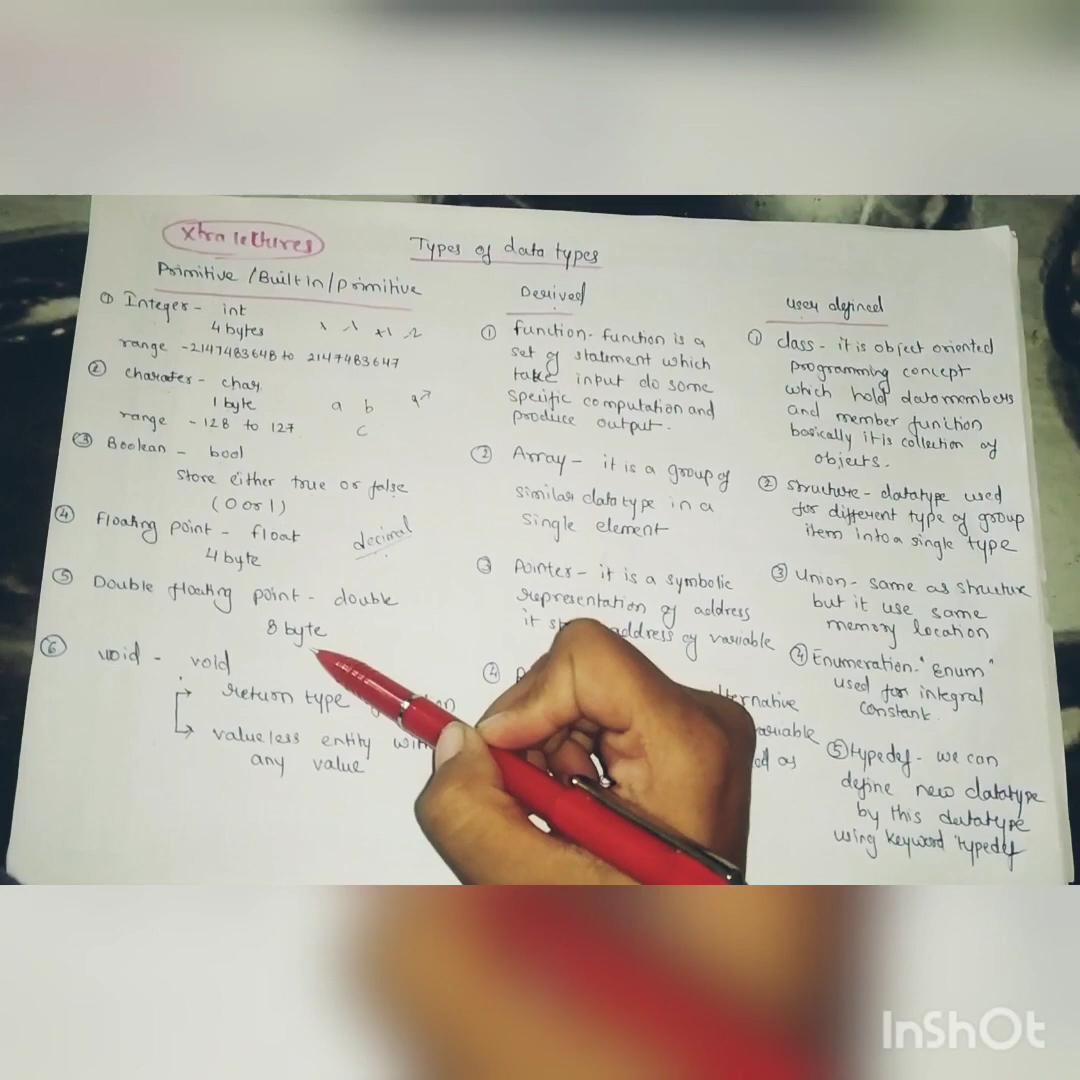 Xtra lectures
Types of data types
Primitive /Built in/primitive
① Integer - int
4 bytes
range -2147483648 to 2147483647
② character - char
1 byte
a b
c
range -128 to 127
③ Boolean - bool
store either true or false
(0 or 1)
④ Floating point - float
4 byte
decimal
⑤ Double floating point - double
8 byte
⑥ void - void
return type
valueless entity
any value
Derived
① function - function is a
set of statement which
take input do some
specific computation and
produce output.
② Array - it is a group of
similar data type in a
single element
③ Pointer - it is a symbolic
representation of address
it address of variable
④
variable
as
user defined
① class - it is object oriented
programming concept
which hold datamembers
and member function
basically it is collection of
objects.
② structure - datatype used
for different type of group
item into a single type
③ Union - same as structure
but it use same
memory location
④ Enumeration - "Enum"
used for integral
constant.
⑤ typedef - we can
define new datatype
by this datatype
using keyword 'typedef
InShOt